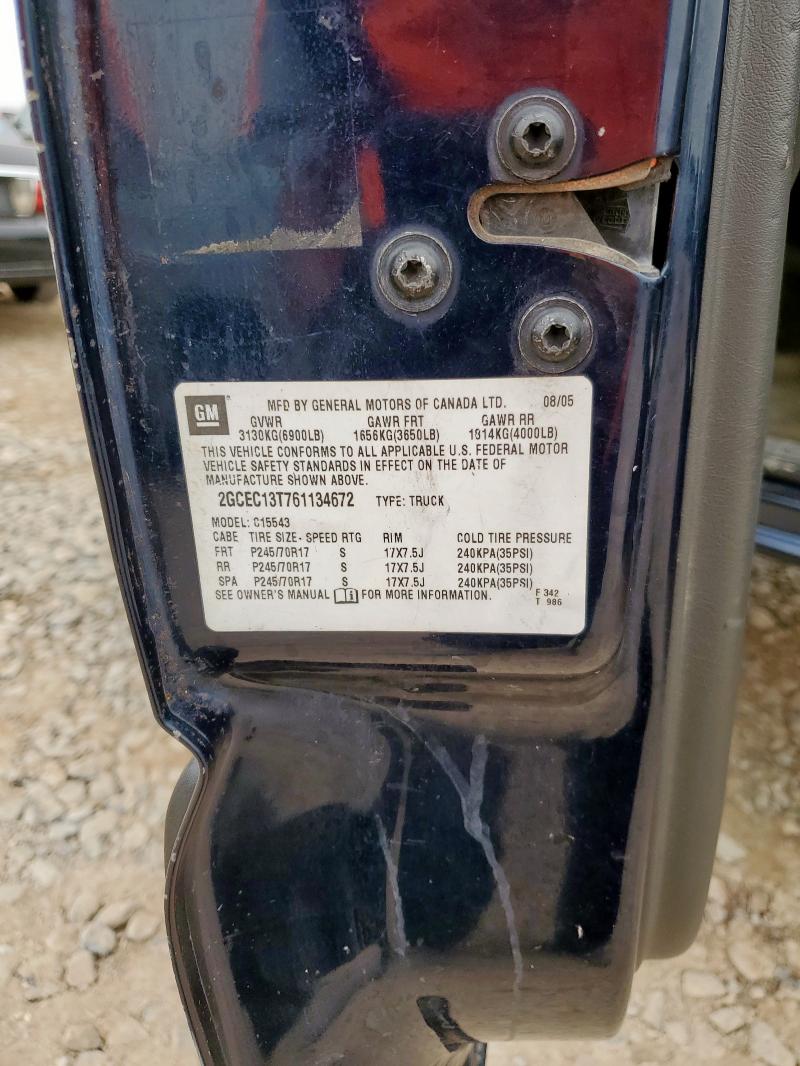 GM MFD BY GENERAL MOTORS OF CANADA LTD. 08/05
GVWR GAWR FRT GAWR RR
3130KG(6900LB) 1656KG(3650LB) 1814KG(4000LB)
THIS VEHICLE CONFORMS TO ALL APPLICABLE U.S. FEDERAL MOTOR
VEHICLE SAFETY STANDARDS IN EFFECT ON THE DATE OF
MANUFACTURE SHOWN ABOVE.
2GCEC13T761134672 TYPE: TRUCK
MODEL: C15543
CABE TIRE SIZE - SPEED RTG RIM COLD TIRE PRESSURE
FRT P245/70R17 S 17X7.5J 240KPA(35PSI)
RR P245/70R17 S 17X7.5J 240KPA(35PSI)
SPA P245/70R17 S 17X7.5J 240KPA(35PSI)
SEE OWNER'S MANUAL FOR MORE INFORMATION. F 342
T 986